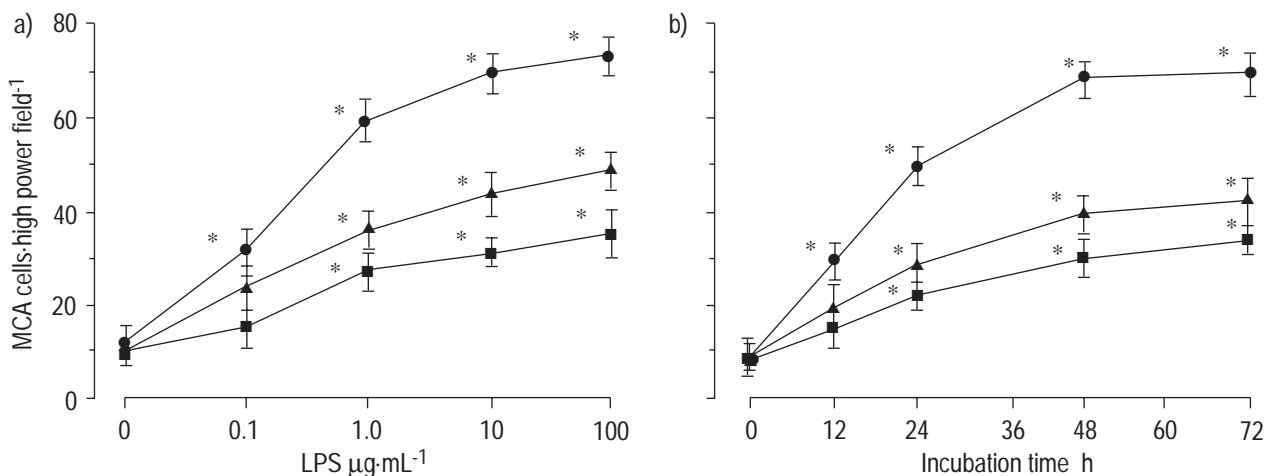 a)
MCA cells·high power field⁻¹
80
60
40
20
0
* * * *
* * *
* * *
0 0.1 1.0 10 100
LPS µg·mL⁻¹
b)
* * * *
* * *
* * *
0 12 24 36 48 60 72
Incubation time h